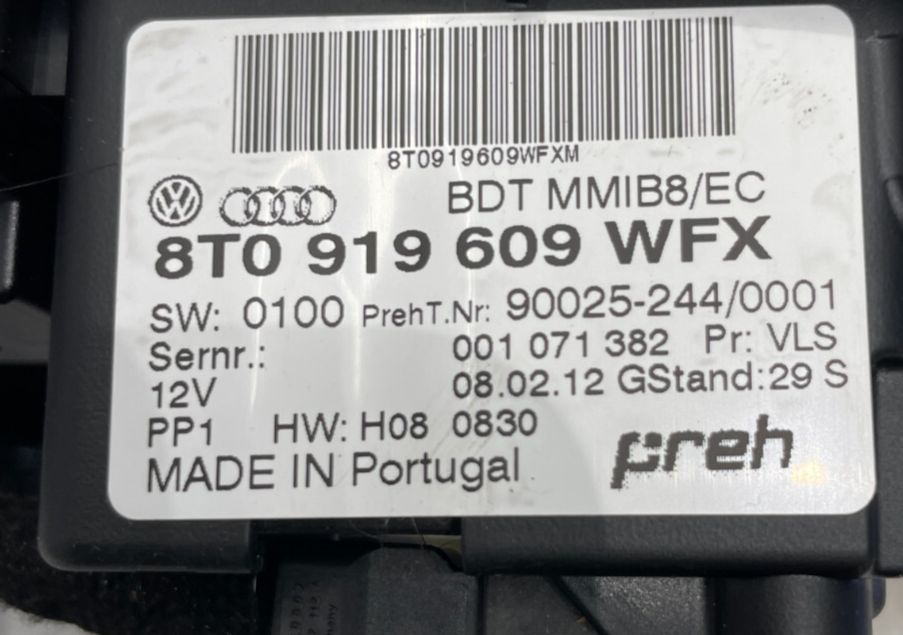 8T0919609WFXM
BDT MMIB8/EC
8T0 919 609 WFX
SW: 0100 PrehT.Nr: 90025-244/0001
Sernr.: 001 071 382 Pr: VLS
12V 08.02.12 GStand:29 S
PP1 HW: H08 0830
MADE IN Portugal preh